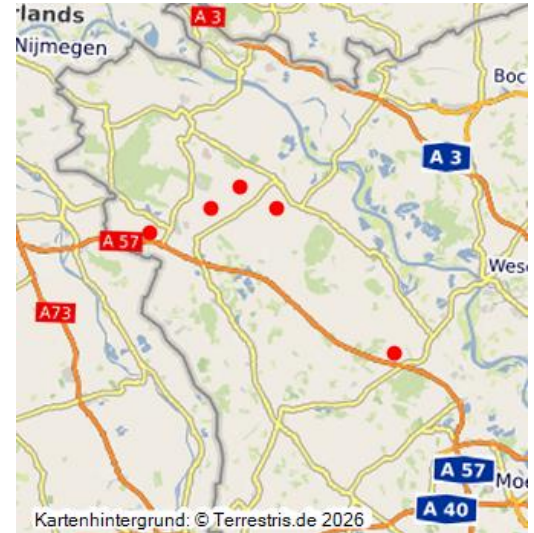 rlands
A 3
Nijmegen
Boc
A 3
A 57
Wese
A73
A 57
Moe
A 40
Kartenhintergrund: © Terrestris.de 2026